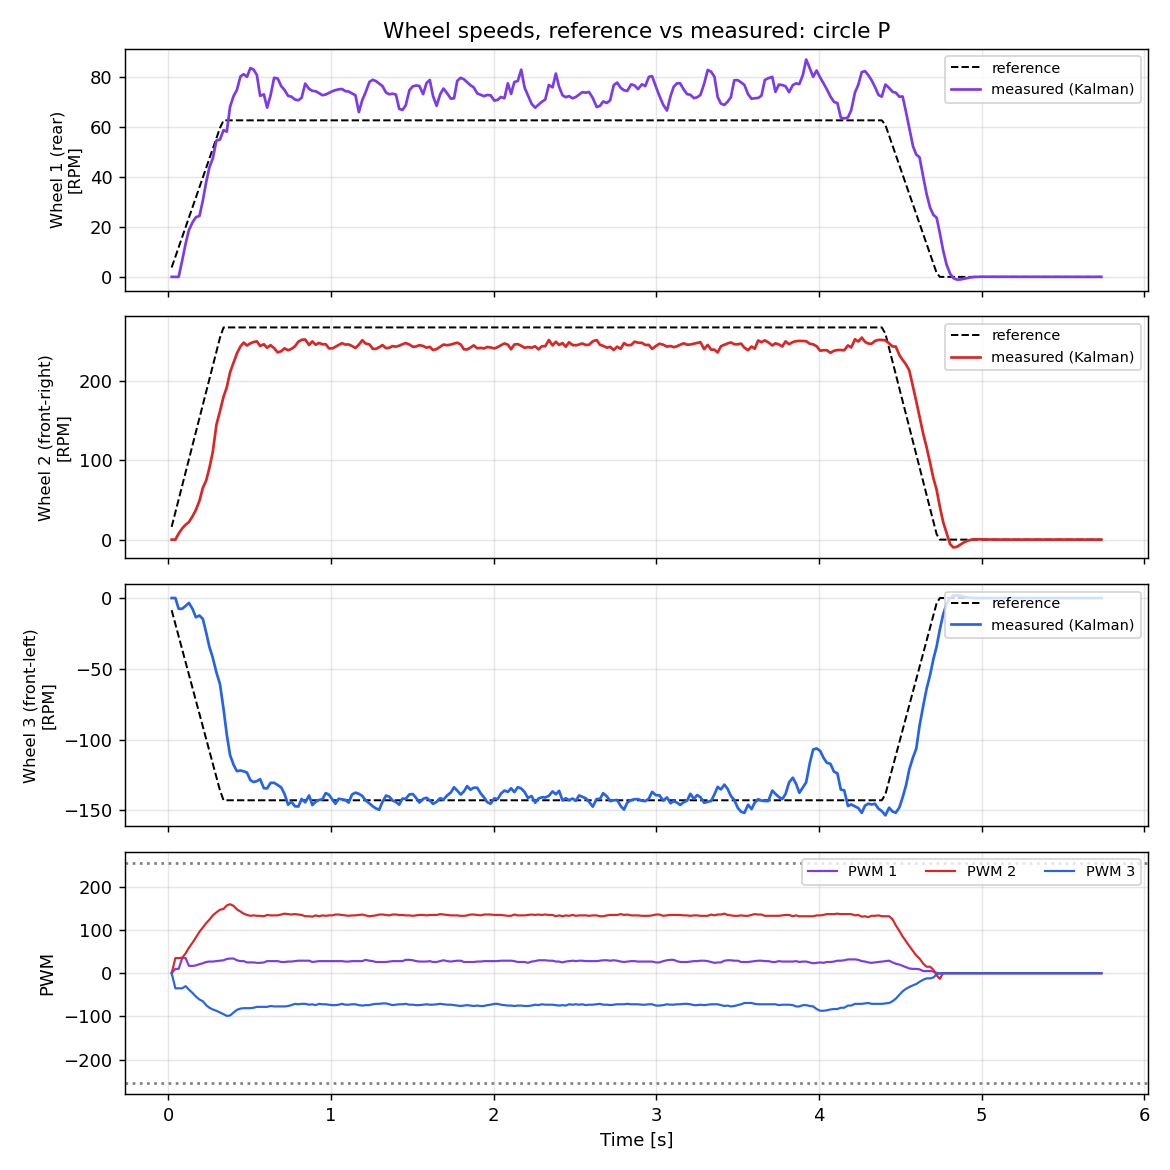 Wheel speeds, reference vs measured: circle P
Wheel 1 (rear)
[RPM]
80
60
40
20
0
reference
measured (Kalman)
Wheel 2 (front-right)
[RPM]
200
100
0
reference
measured (Kalman)
Wheel 3 (front-left)
[RPM]
0
−50
−100
−150
reference
measured (Kalman)
PWM
200
100
0
−100
−200
PWM 1 PWM 2 PWM 3
0 1 2 3 4 5 6
Time [s]